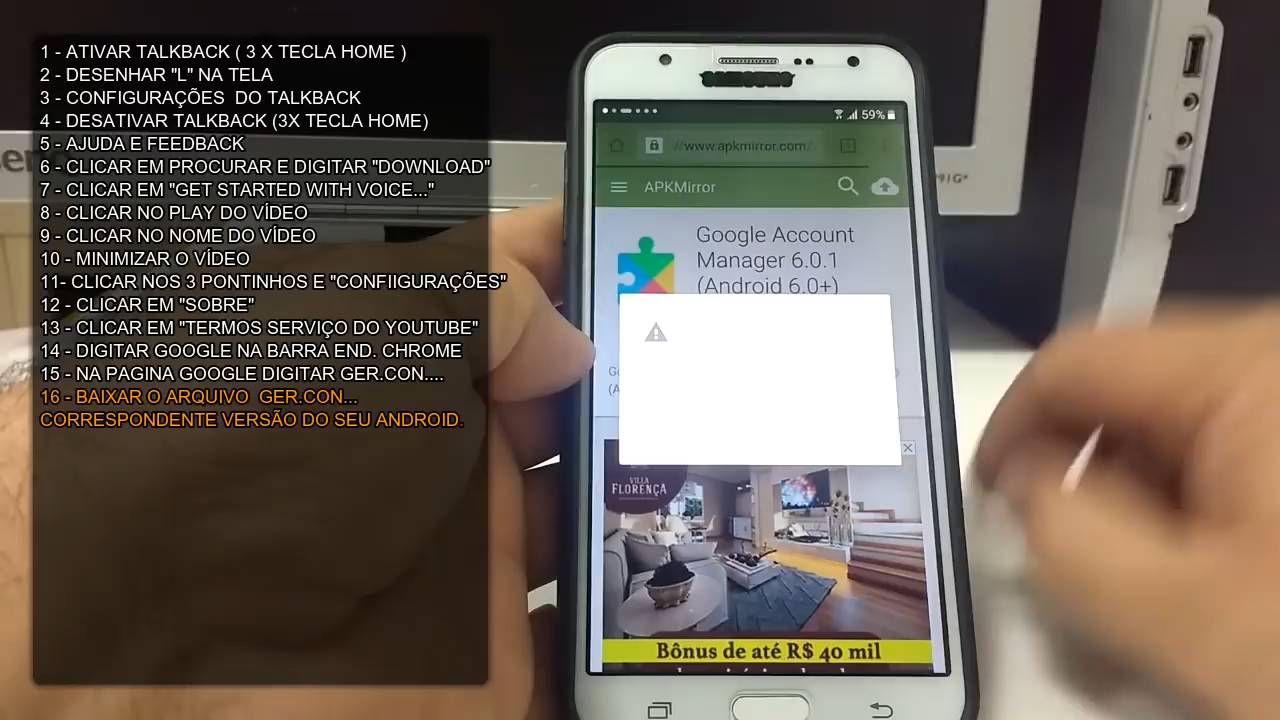 1 - ATIVAR TALKBACK ( 3 X TECLA HOME )
2 - DESENHAR "L" NA TELA
3 - CONFIGURAÇÕES  DO TALKBACK
4 - DESATIVAR TALKBACK (3X TECLA HOME)
5 - AJUDA E FEEDBACK
6 - CLICAR EM PROCURAR E DIGITAR "DOWNLOAD"
7 - CLICAR EM "GET STARTED WITH VOICE..."
8 - CLICAR NO PLAY DO VÍDEO
9 - CLICAR NO NOME DO VÍDEO
10 - MINIMIZAR O VÍDEO
11- CLICAR NOS 3 PONTINHOS E "CONFIIGURAÇÕES"
12 - CLICAR EM "SOBRE"
13 - CLICAR EM "TERMOS SERVIÇO DO YOUTUBE"
14 - DIGITAR GOOGLE NA BARRA END. CHROME
15 - NA PAGINA GOOGLE DIGITAR GER.CON....
16 - BAIXAR O ARQUIVO  GER.CON...
CORRESPONDENTE VERSÃO DO SEU ANDROID.
SAMSUNG
59%
//www.apkmirror.com/
APKMirror
Google Account
Manager 6.0.1
(Android 6.0+)
VILLA
FLORENÇA
Bônus de até R$ 40 mil